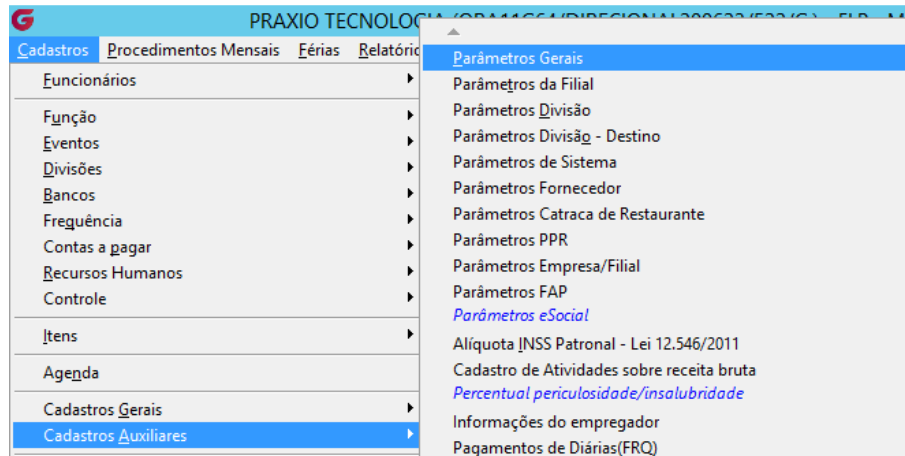 PRAXIO TECNOLOGIA
Cadastros Procedimentos Mensais Férias Relatório
Funcionários
Função
Eventos
Divisões
Bancos
Frequência
Contas a pagar
Recursos Humanos
Controle
Itens
Agenda
Cadastros Gerais
Cadastros Auxiliares
Parâmetros Gerais
Parâmetros da Filial
Parâmetros Divisão
Parâmetros Divisão - Destino
Parâmetros de Sistema
Parâmetros Fornecedor
Parâmetros Catraca de Restaurante
Parâmetros PPR
Parâmetros Empresa/Filial
Parâmetros FAP
Parâmetros eSocial
Alíquota INSS Patronal - Lei 12.546/2011
Cadastro de Atividades sobre receita bruta
Percentual periculosidade/insalubridade
Informações do empregador
Pagamentos de Diárias(FRQ)